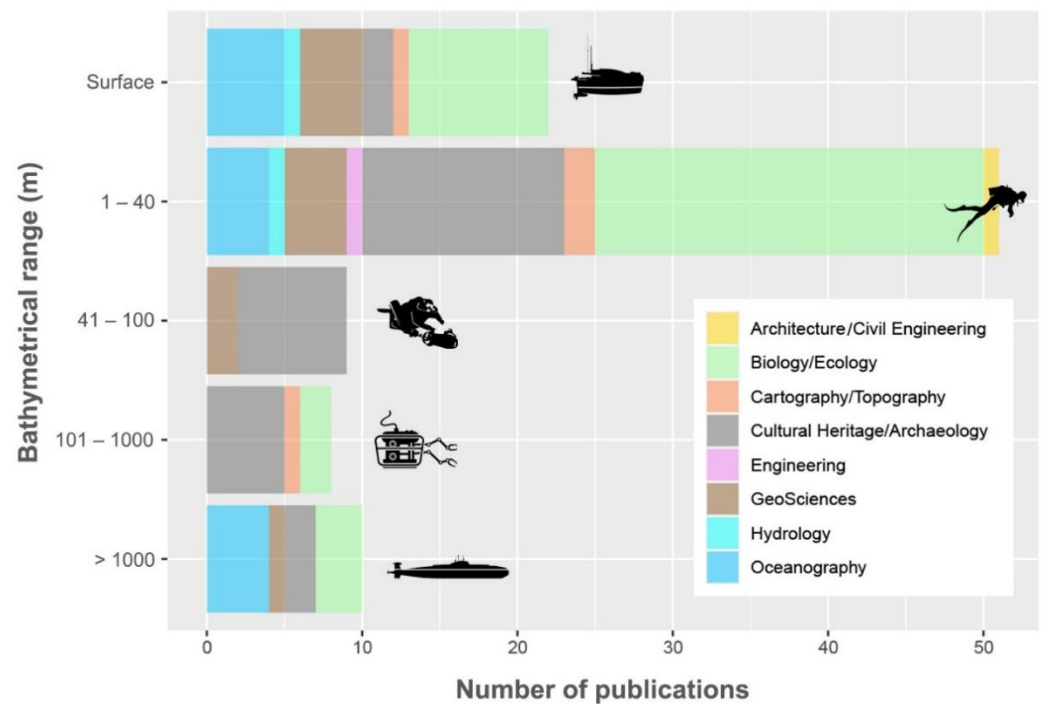 Bathymetrical range (m)
Surface
1 – 40
41 – 100
101 – 1000
> 1000
Architecture/Civil Engineering
Biology/Ecology
Cartography/Topography
Cultural Heritage/Archaeology
Engineering
GeoSciences
Hydrology
Oceanography
0 10 20 30 40 50
Number of publications